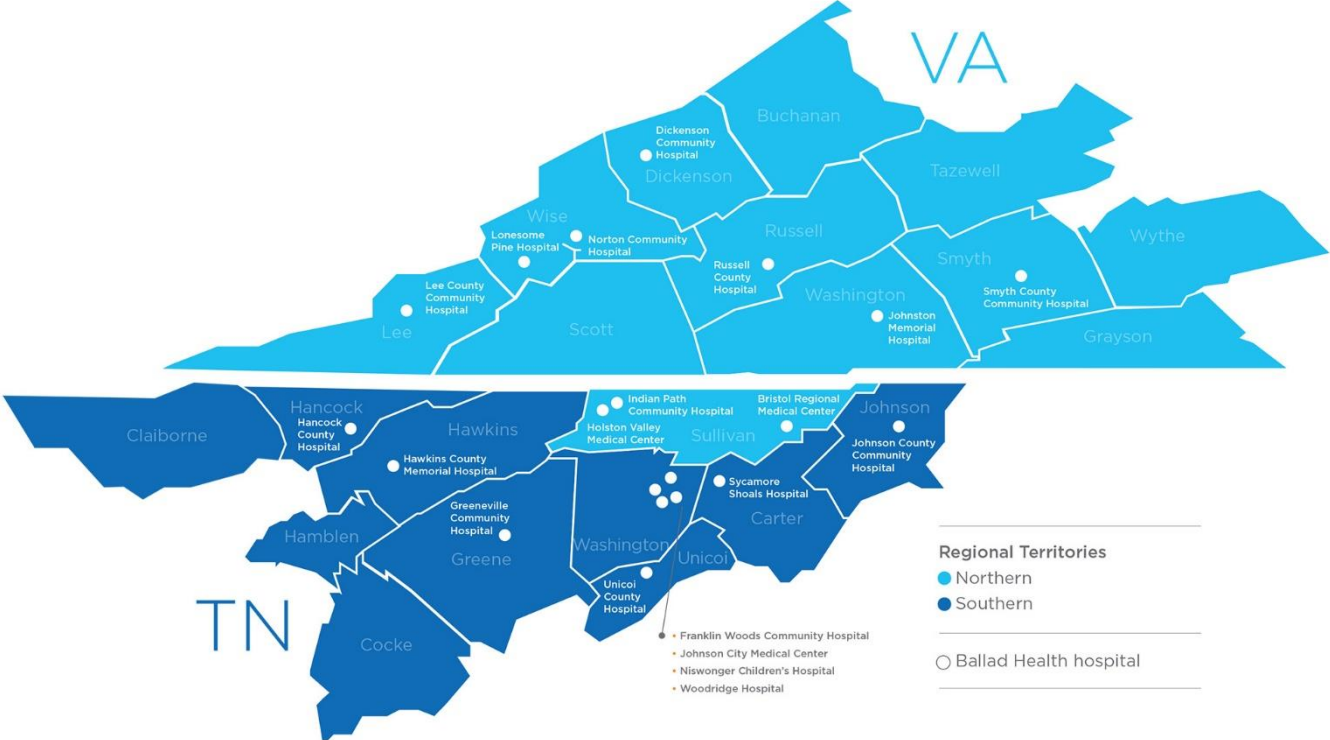 VA
Buchanan
Dickenson
Community
Hospital
Dickenson
Tazewell
Wise
Lonesome
Pine Hospital
Norton Community
Hospital
Russell
Russell
County
Hospital
Smyth
Smyth County
Community Hospital
Wythe
Lee County
Community
Hospital
Lee
Scott
Washington
Johnston
Memorial
Hospital
Grayson
Claiborne
Hancock
Hancock
County
Hospital
Hawkins
Hawkins County
Memorial Hospital
Indian Path
Community Hospital
Holston Valley
Medical Center
Bristol Regional
Medical Center
Sullivan
Johnson
Johnson County
Community
Hospital
Sycamore
Shoals Hospital
Carter
Hamblen
Greeneville
Community
Hospital
Greene
Washington
Unicoi
Unicoi
County
Hospital
TN
Cocke
• Franklin Woods Community Hospital
• Johnson City Medical Center
• Niswonger Children's Hospital
• Woodridge Hospital
Regional Territories
Northern
Southern
Ballad Health hospital